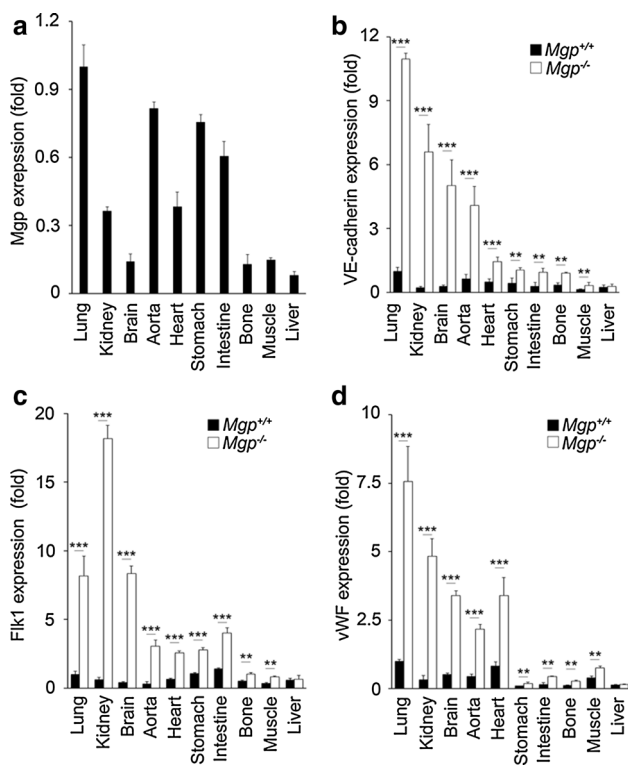 a
1.2
0.9
0.6
0.3
0
Mgp exrepssion (fold)
Lung
Kidney
Brain
Aorta
Heart
Stomach
Intestine
Bone
Muscle
Liver
b
12
9
6
3
0
VE-cadherin expression (fold)
Mgp+/+
Mgp-/-
***
***
***
***
***
**
**
**
**
Lung
Kidney
Brain
Aorta
Heart
Stomach
Intestine
Bone
Muscle
Liver
c
20
15
10
5
0
Flk1 expression (fold)
Mgp+/+
Mgp-/-
***
***
***
***
***
***
***
**
**
Lung
Kidney
Brain
Aorta
Heart
Stomach
Intestine
Bone
Muscle
Liver
d
10
7.5
5
2.5
0
vWF expression (fold)
Mgp+/+
Mgp-/-
***
***
***
***
***
**
**
**
**
Lung
Kidney
Brain
Aorta
Heart
Stomach
Intestine
Bone
Muscle
Liver